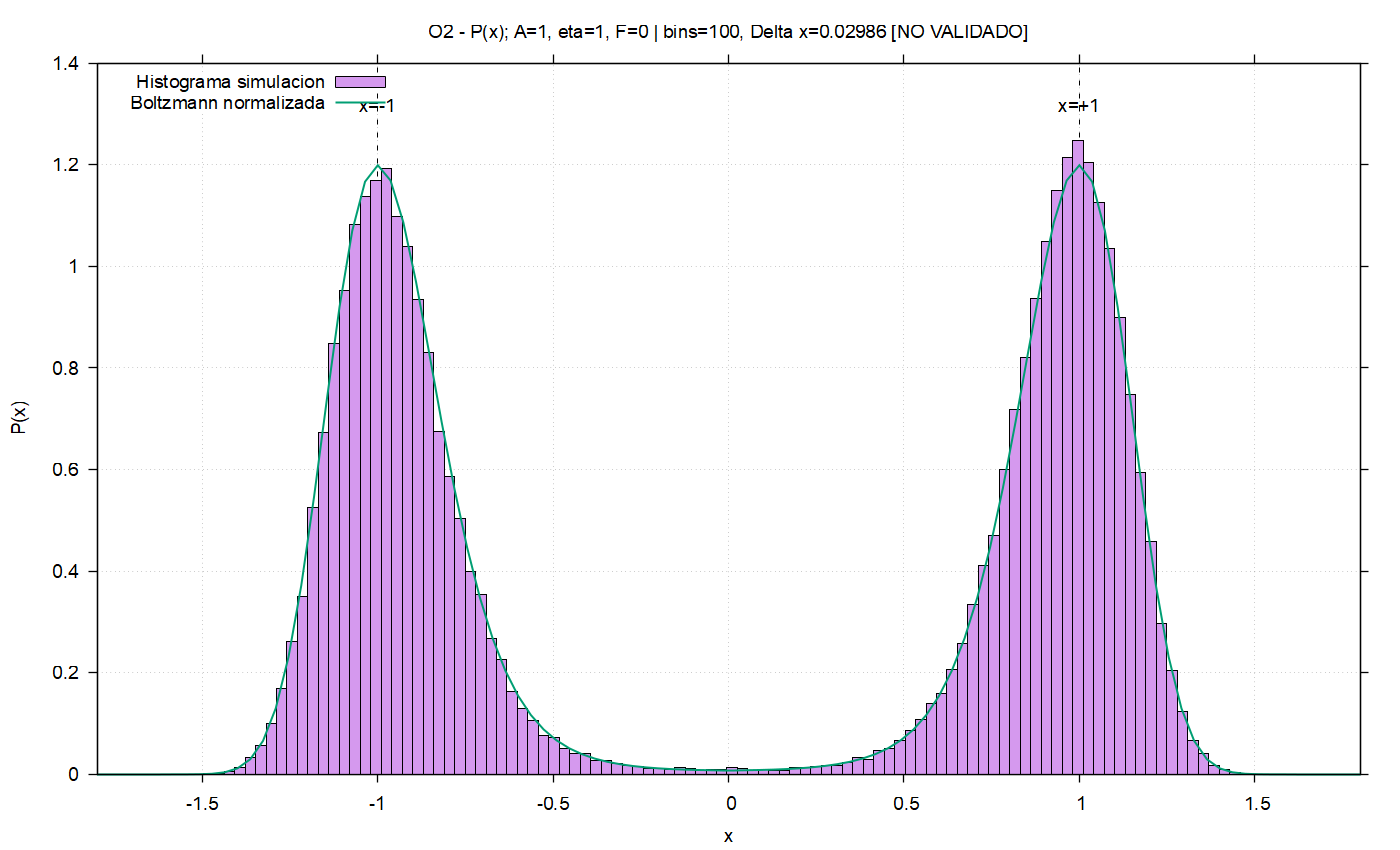 O2 - P(x); A=1, eta=1, F=0 | bins=100, Delta x=0.02986 [NO VALIDADO]
Histograma simulacion
Boltzmann normalizada
x=-1
x=+1
1.4
1.2
1
0.8
0.6
0.4
0.2
0
P(x)
-1.5
-1
-0.5
0
0.5
1
1.5
x